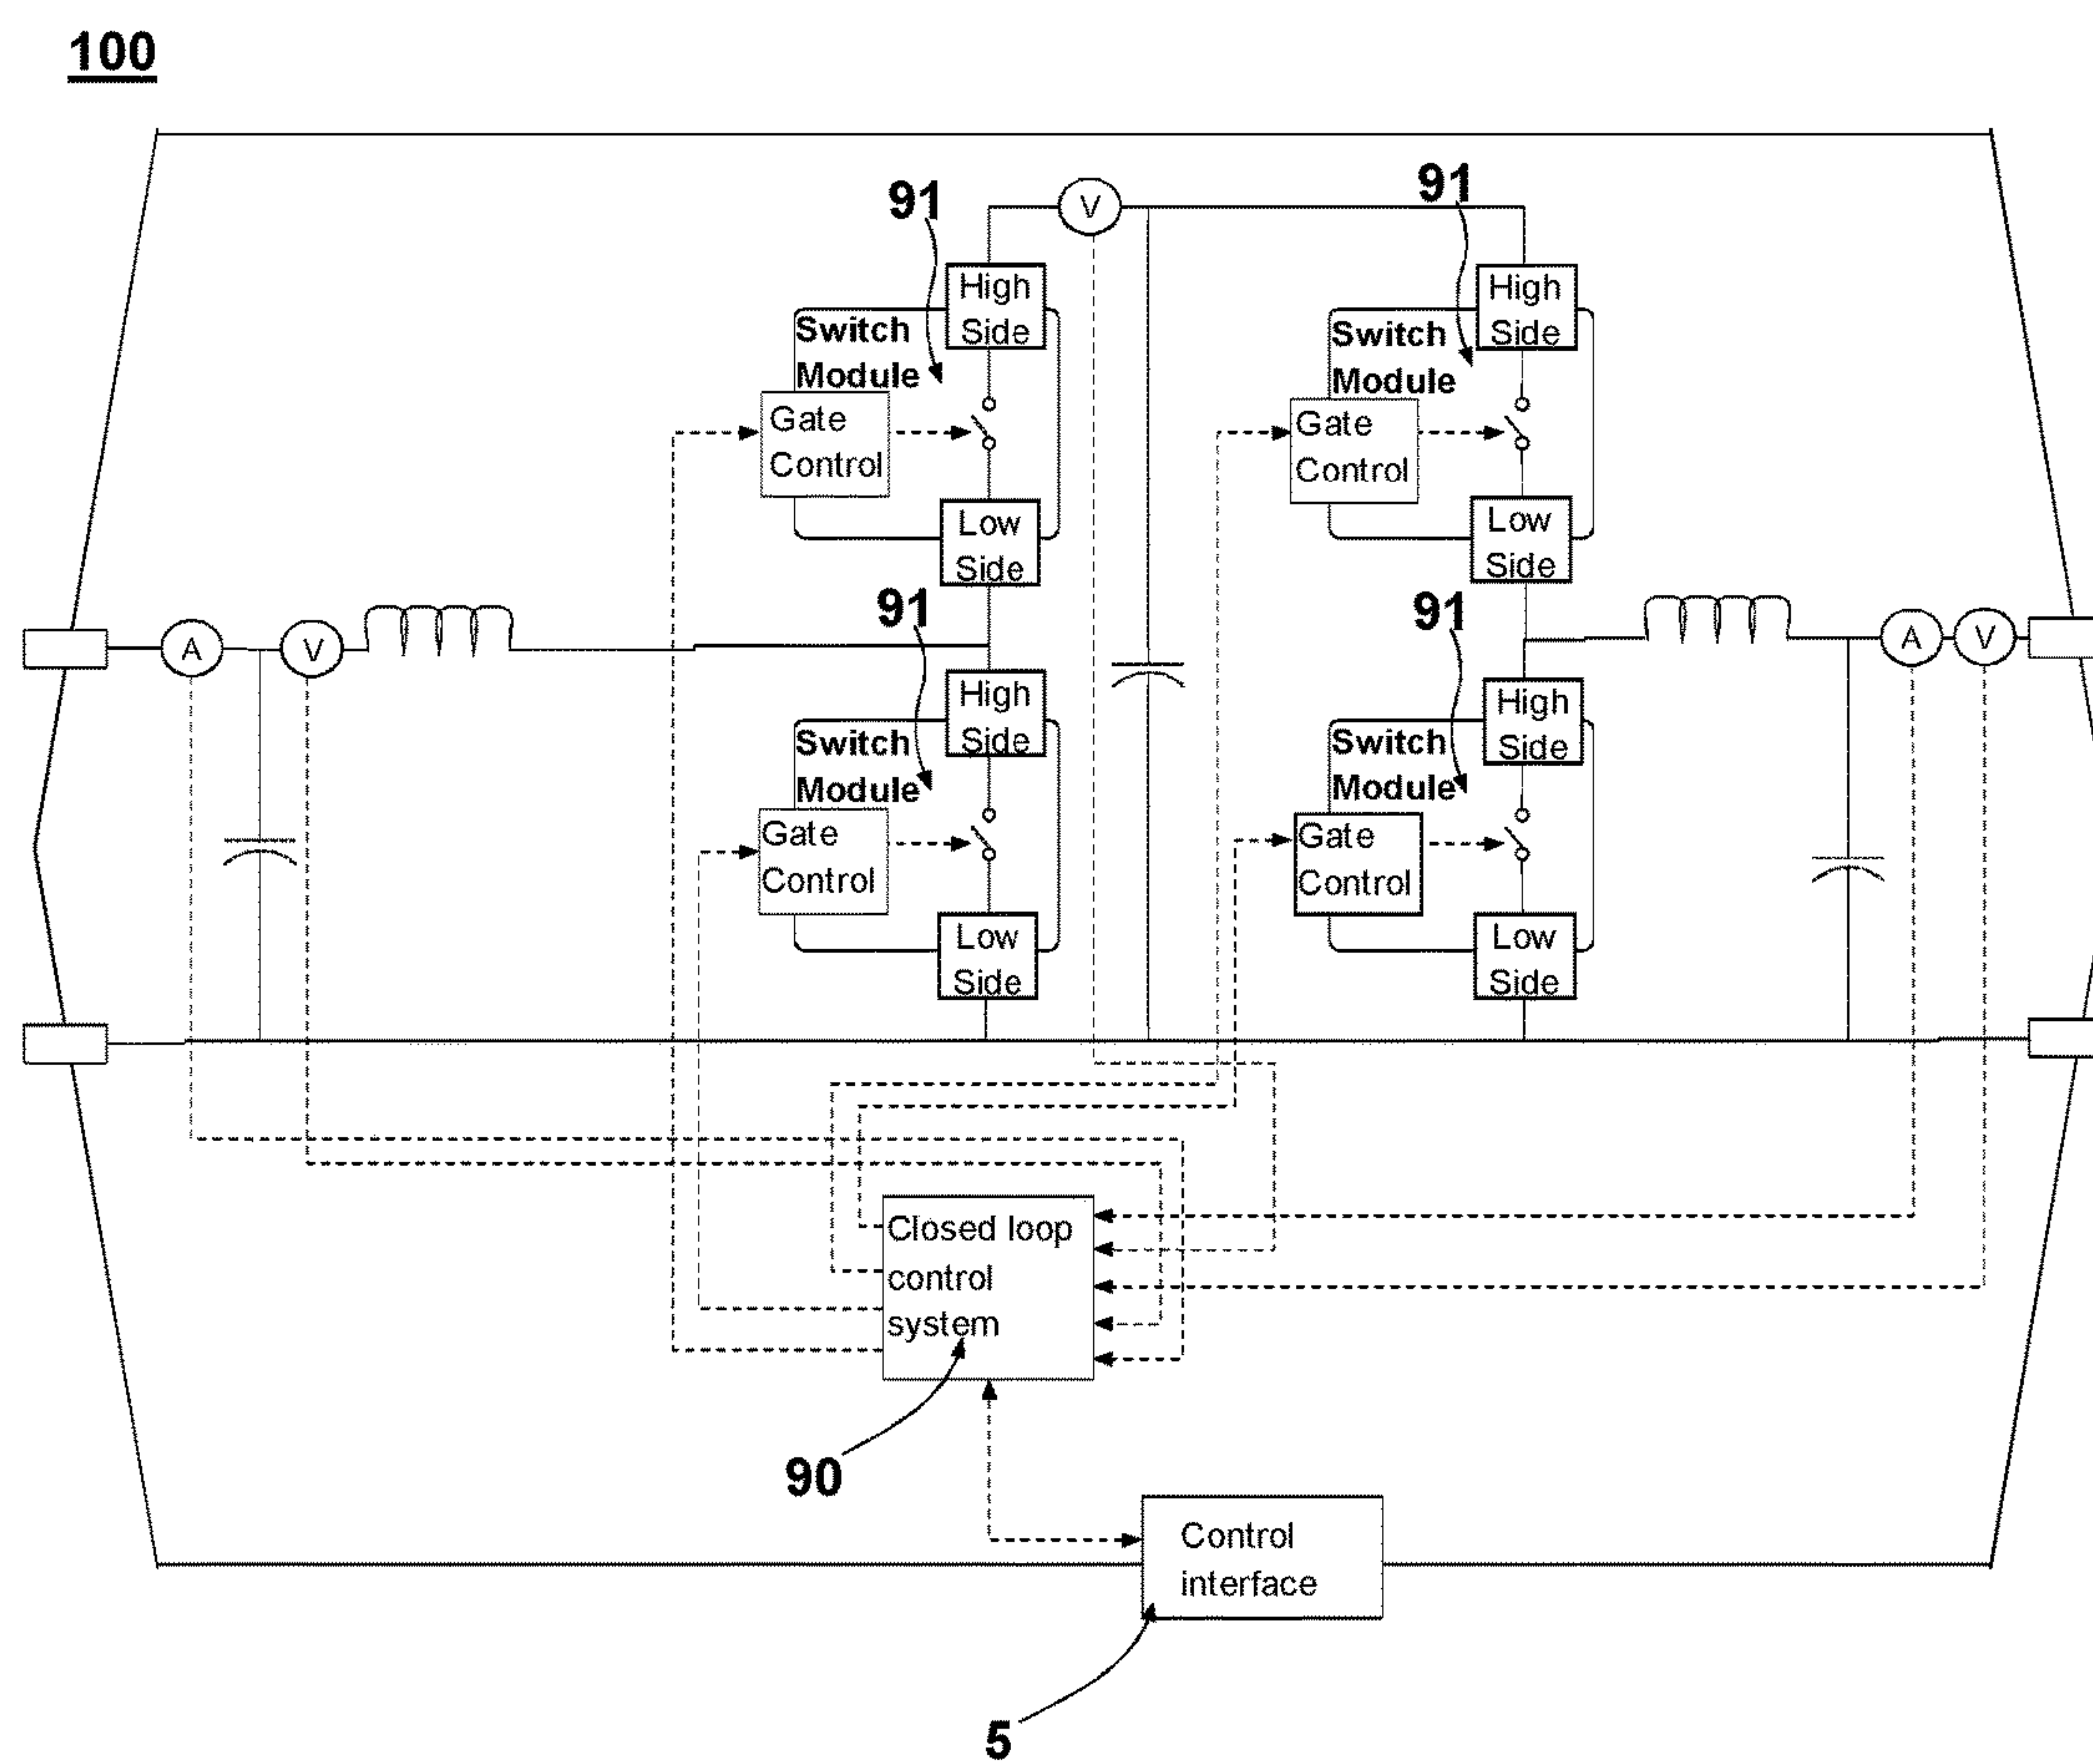 100
91
91
V
High
Side
High
Side
Switch
Module
Switch
Module
Gate
Control
Gate
Control
Low
Side
Low
Side
91
91
A
V
A
V
High
Side
High
Side
Switch
Module
Switch
Module
Gate
Control
Gate
Control
Low
Side
Low
Side
Closed loop
control
system
90
Control
interface
5